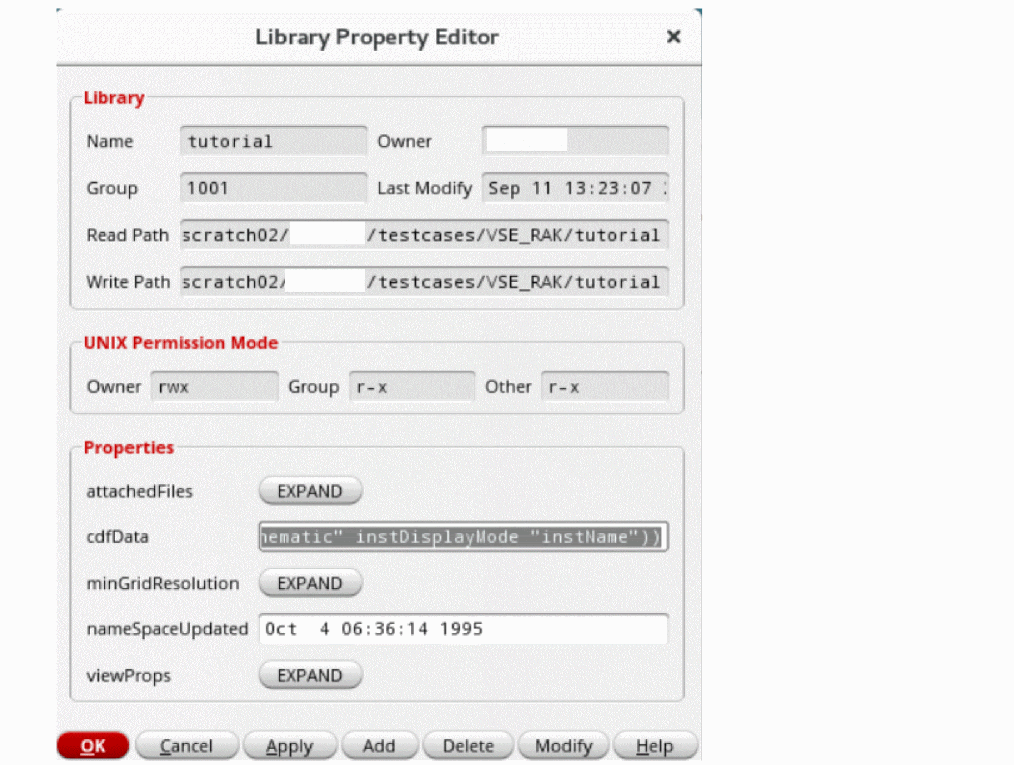 Library Property Editor ×
Library
Name tutorial Owner
Group 1001 Last Modify Sep 11 13:23:07
Read Path scratch02/ /testcases/VSE_RAK/tutorial
Write Path scratch02/ /testcases/VSE_RAK/tutorial
UNIX Permission Mode
Owner rwx Group r-x Other r-x
Properties
attachedFiles EXPAND
cdfData hematic" instDisplayMode "instName"))
minGridResolution EXPAND
nameSpaceUpdated Oct  4 06:36:14 1995
viewProps EXPAND
OK Cancel Apply Add Delete Modify Help